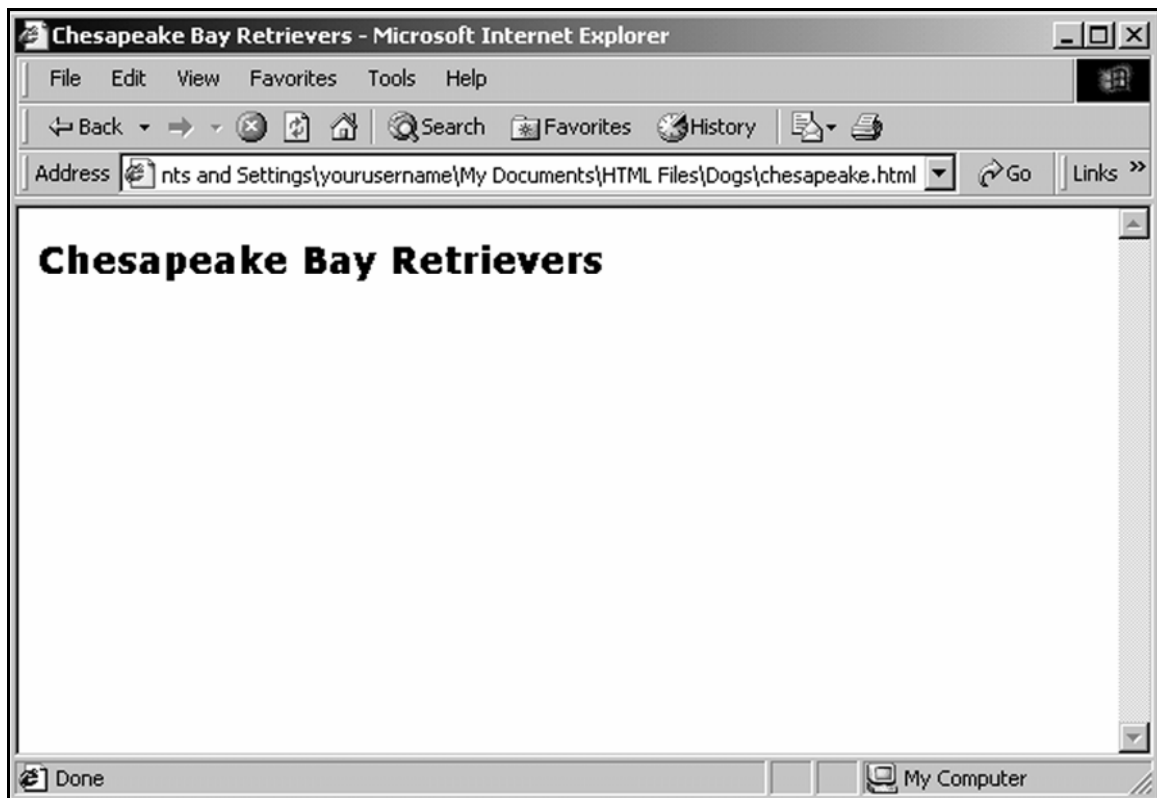 Chesapeake Bay Retrievers - Microsoft Internet Explorer
File Edit View Favorites Tools Help
Back Search Favorites History
Address nts and Settings\yourusername\My Documents\HTML Files\Dogs\chesapeake.html Go Links »
Chesapeake Bay Retrievers
Done My Computer